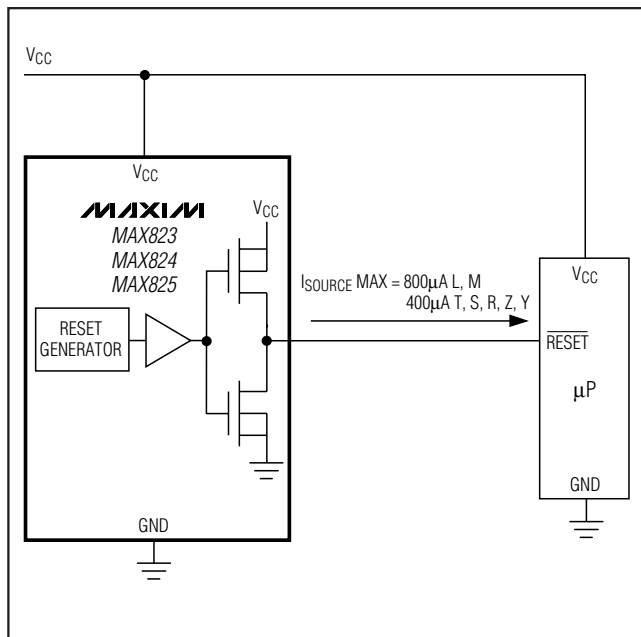 VCC
VCC
MAXIM
MAX823
MAX824
MAX825
VCC
RESET
GENERATOR
GND
ISOURCE MAX = 800µA L, M
400µA T, S, R, Z, Y
VCC
RESET
µP
GND